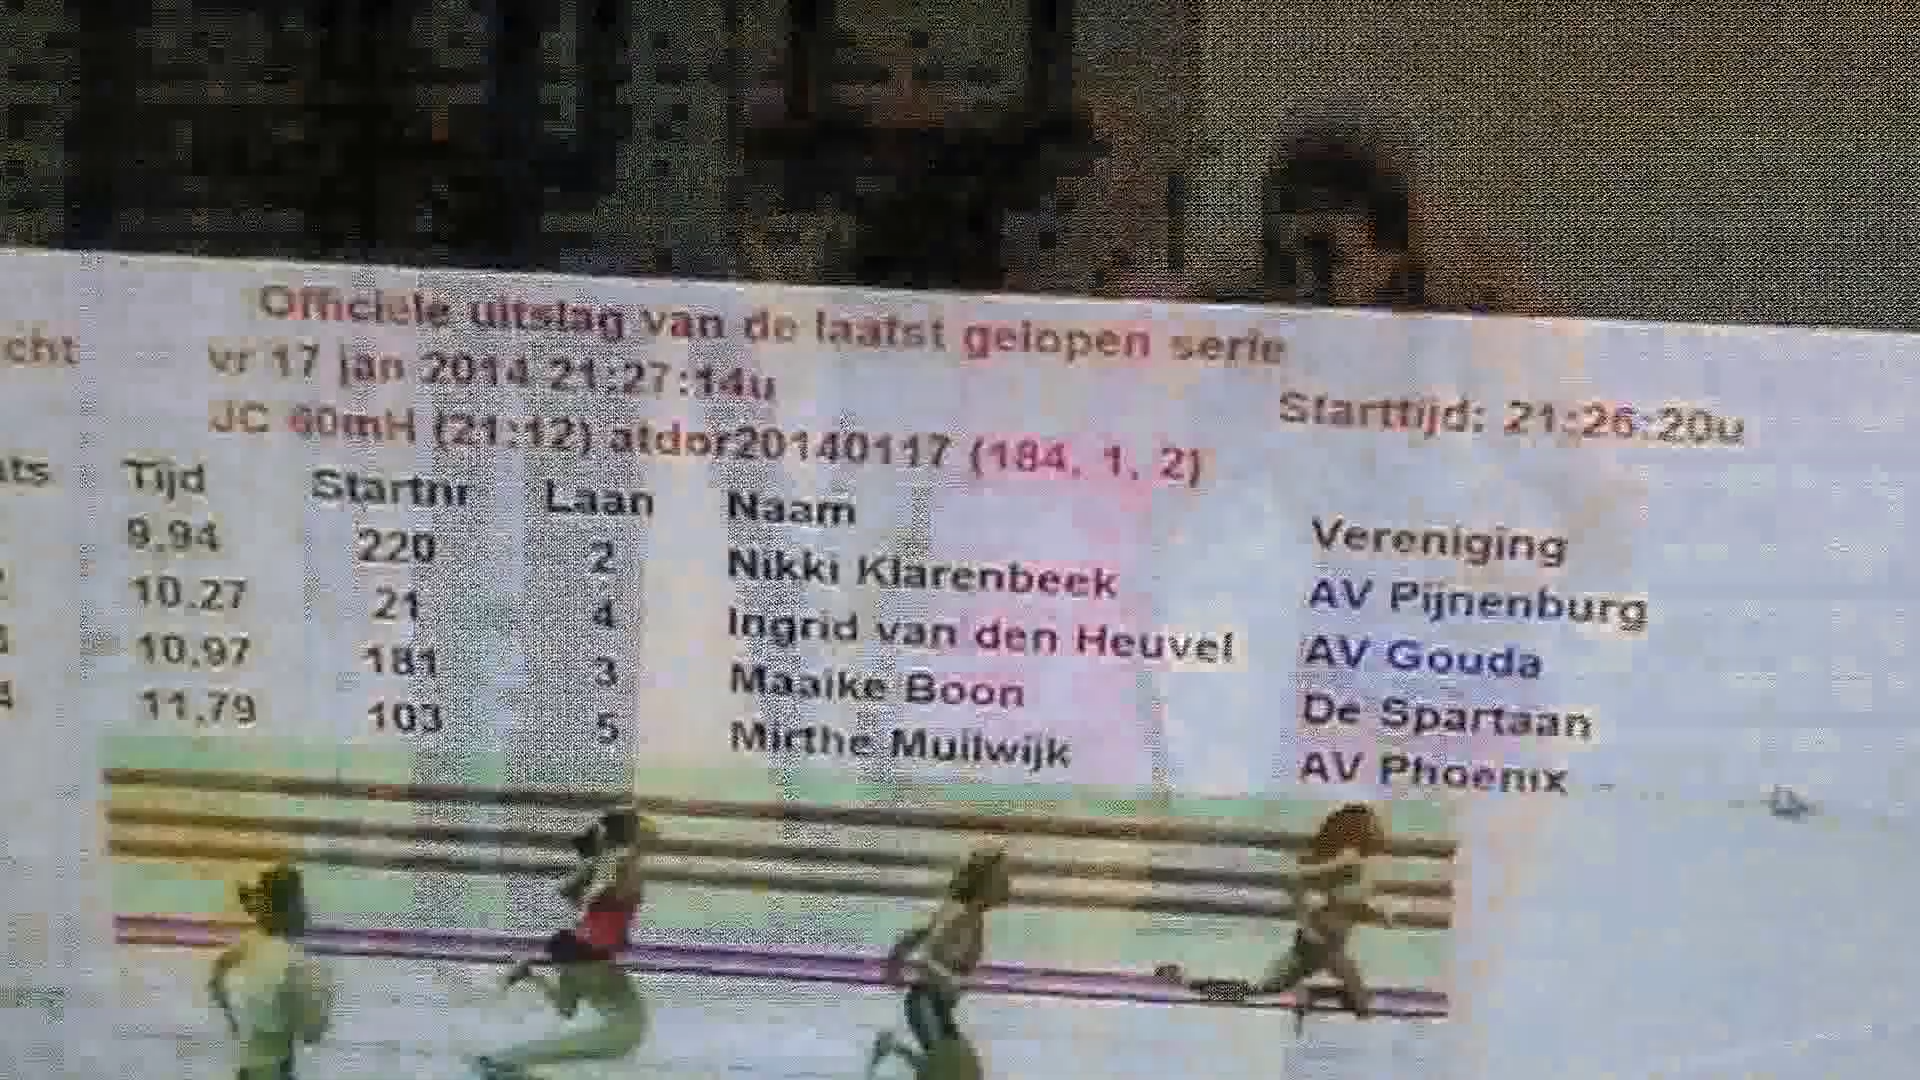 Officiele uitslag van de laatst gelopen serie
cht vr 17 jan 2014 21:27:14u Starttijd: 21:26:20u
JC 60mH (21:12) atdor20140117 (184, 1, 2)
ats Tijd Startnr Laan Naam Vereniging
9.94 220 2 Nikki Klarenbeek AV Pijnenburg
10.27 21 4 Ingrid van den Heuvel AV Gouda
10.97 181 3 Maaike Boon De Spartaan
4 11.79 103 5 Mirthe Muilwijk AV Phoenix